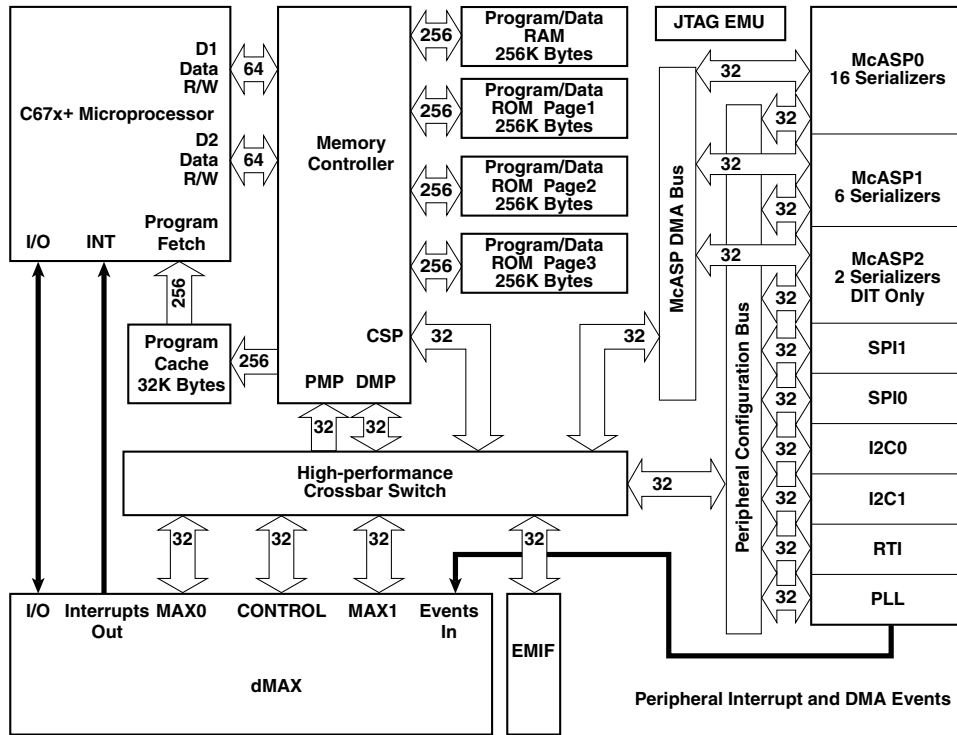 D1
Data
R/W
64
C67x+ Microprocessor
D2
Data
R/W
64
Program
Fetch
I/O
INT
256
Program
Cache
32K Bytes
256
Memory
Controller
CSP
32
PMP
DMP
32
32
256
Program/Data
RAM
256K Bytes
256
Program/Data
ROM Page1
256K Bytes
256
Program/Data
ROM Page2
256K Bytes
256
Program/Data
ROM Page3
256K Bytes
JTAG EMU
McASP DMA Bus
32
Peripheral Configuration Bus
32
32
McASP0
16 Serializers
32
32
McASP1
6 Serializers
32
32
McASP2
2 Serializers
DIT Only
32
32
SPI1
32
SPI0
32
I2C0
32
I2C1
32
RTI
32
PLL
32
High-performance
Crossbar Switch
32
32
32
32
I/O
Interrupts
Out
MAX0
CONTROL
MAX1
Events
In
dMAX
EMIF
Peripheral Interrupt and DMA Events